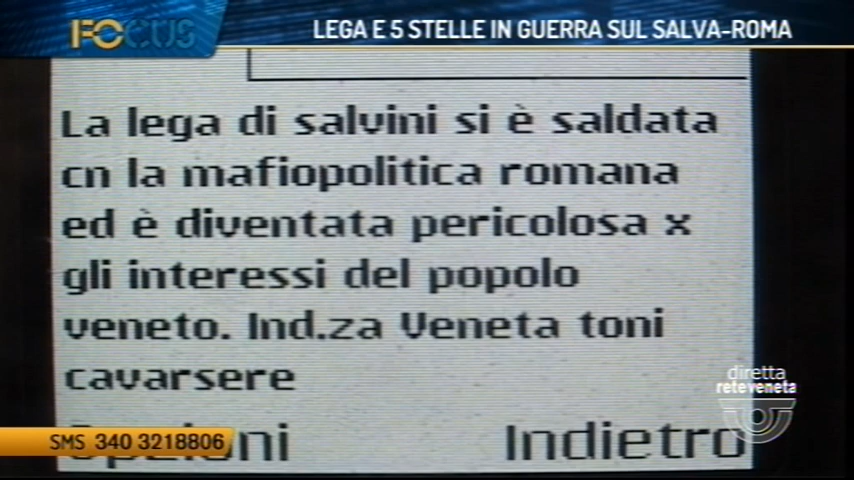 FOCUS
LEGA E 5 STELLE IN GUERRA SUL SALVA-ROMA
La lega di salvini si è saldata
cn la mafiopolitica romana
ed è diventata pericolosa x
gli interessi del popolo
veneto. Ind.za Veneta toni
cavarsere
diretta
reteveneta
SMS 340 3218806
Opzioni Indietro